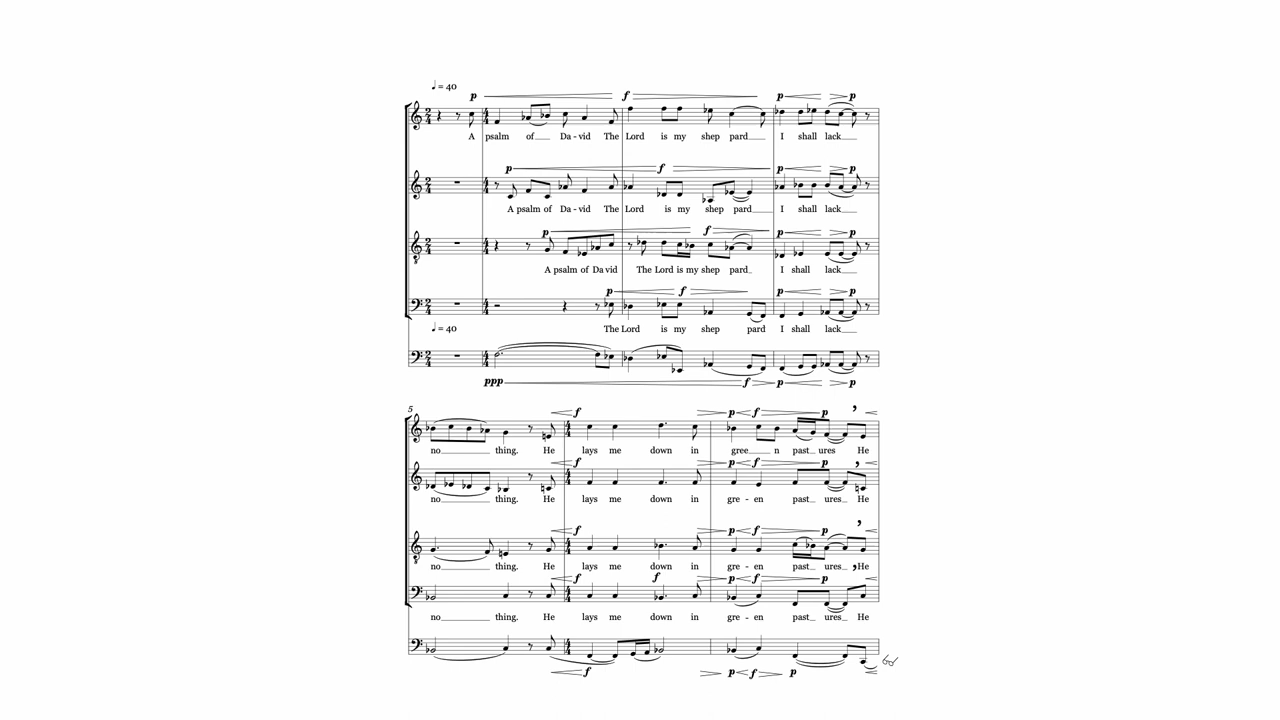 ♩ = 40
p f p p
A psalm of Da - vid The Lord is my shep pard I shall lack
p f p p
A psalm of Da - vid The Lord is my shep pard I shall lack
p f p p
A psalm of Da vid The Lord is my shep pard I shall lack
p f p p
♩ = 40
The Lord is my shep pard I shall lack
ppp f p p
5
f p f p
no thing. He lays me down in gree n past ures He
f p f p
no thing. He lays me down in gre - en past ures He
f p f p
no thing. He lays me down in gre - en past ures He
f f p f p
no thing. He lays me down in gre - en past ures He
f p f p